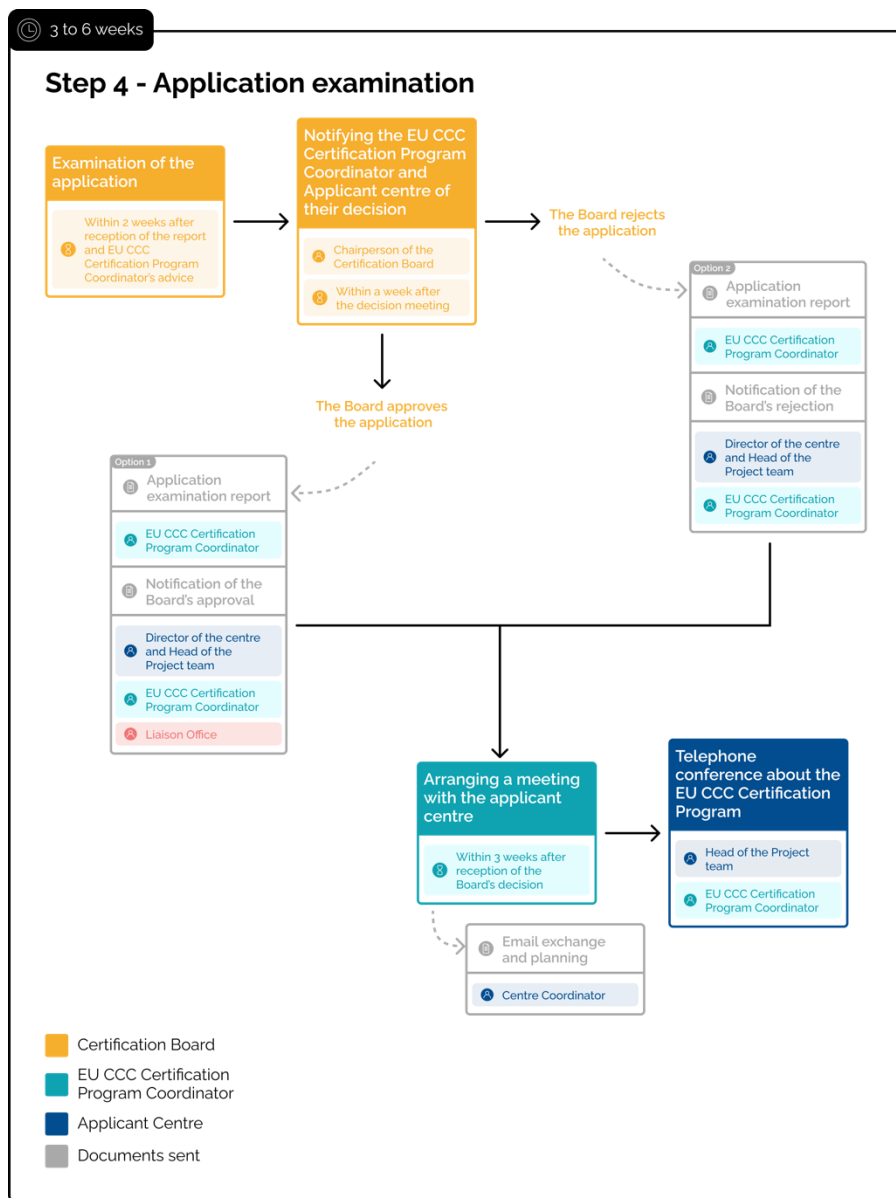 3 to 6 weeks
Step 4 - Application examination
Examination of the
application
Within 2 weeks after
reception of the report
and EU CCC
Certification Program
Coordinator's advice
Notifying the EU CCC
Certification Program
Coordinator and
Applicant centre of
their decision
Chairperson of the
Certification Board
Within a week after
the decision meeting
The Board rejects
the application
Option 2
Application
examination report
EU CCC Certification
Program Coordinator
Notification of the
Board's rejection
Director of the centre
and Head of the
Project team
EU CCC Certification
Program Coordinator
The Board approves
the application
Option 1
Application
examination report
EU CCC Certification
Program Coordinator
Notification of the
Board's approval
Director of the centre
and Head of the
Project team
EU CCC Certification
Program Coordinator
Liaison Office
Arranging a meeting
with the applicant
centre
Within 3 weeks after
reception of the
Board's decision
Email exchange
and planning
Centre Coordinator
Telephone
conference about the
EU CCC Certification
Program
Head of the Project
team
EU CCC Certification
Program Coordinator
Certification Board
EU CCC Certification
Program Coordinator
Applicant Centre
Documents sent